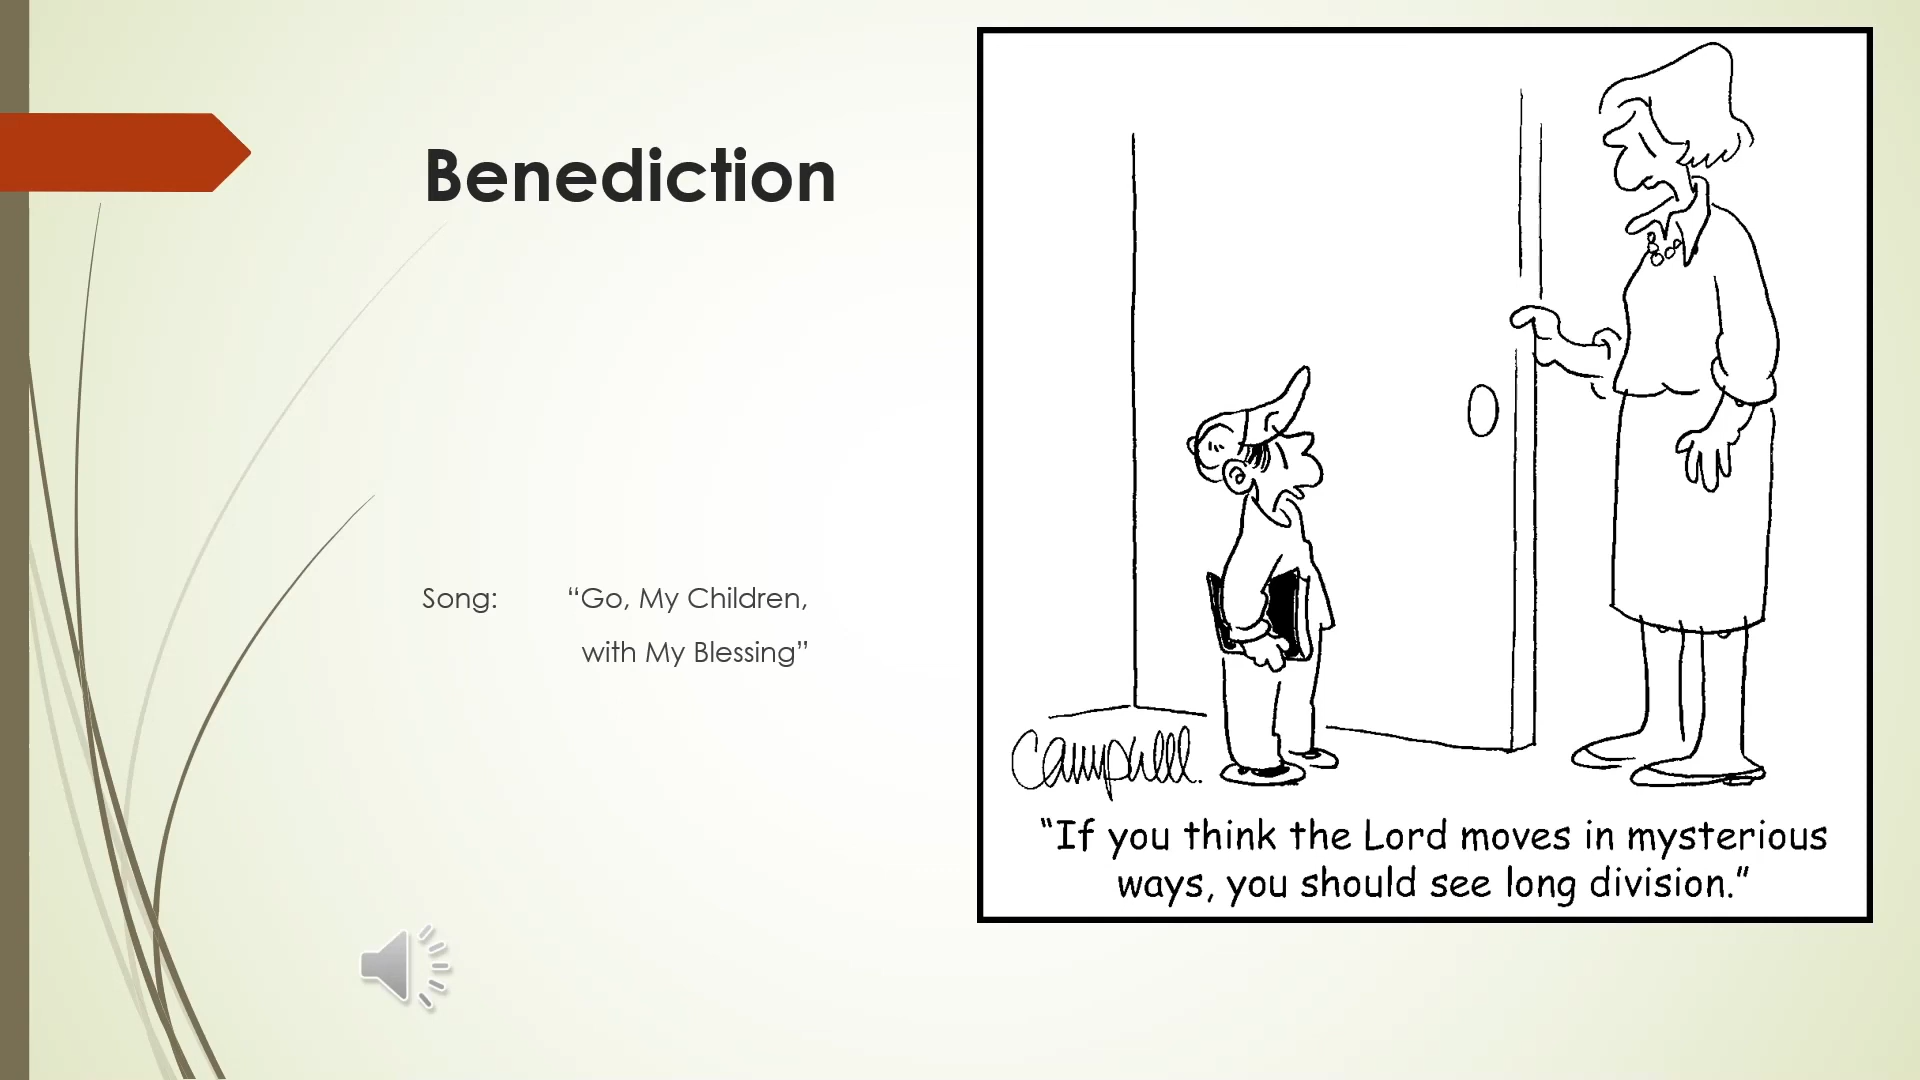 Benediction
Song: “Go, My Children,
with My Blessing”
Campbell.
"If you think the Lord moves in mysterious
ways, you should see long division."